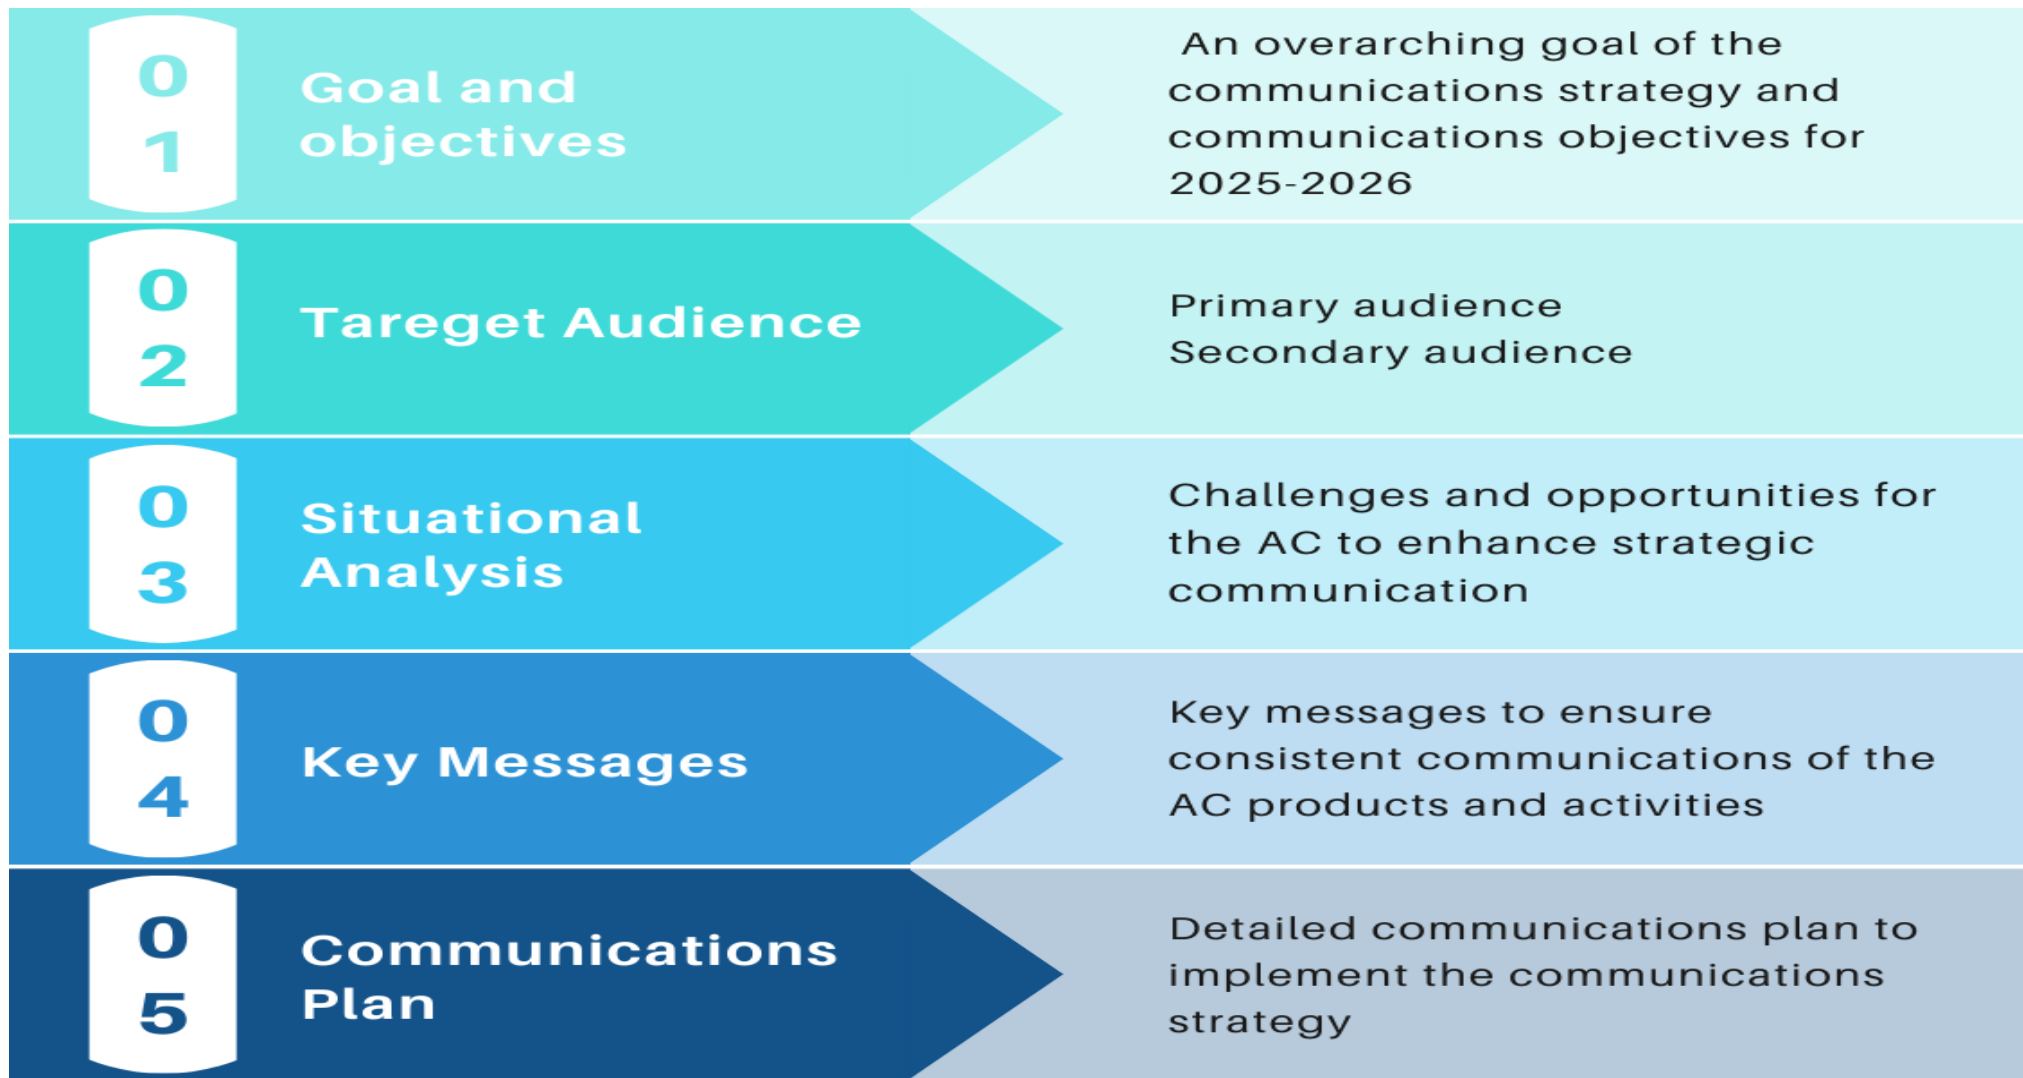 0
1
Goal and
objectives
An overarching goal of the
communications strategy and
communications objectives for
2025-2026
0
2
Tareget Audience
Primary audience
Secondary audience
0
3
Situational
Analysis
Challenges and opportunities for
the AC to enhance strategic
communication
0
4
Key Messages
Key messages to ensure
consistent communications of the
AC products and activities
0
5
Communications
Plan
Detailed communications plan to
implement the communications
strategy